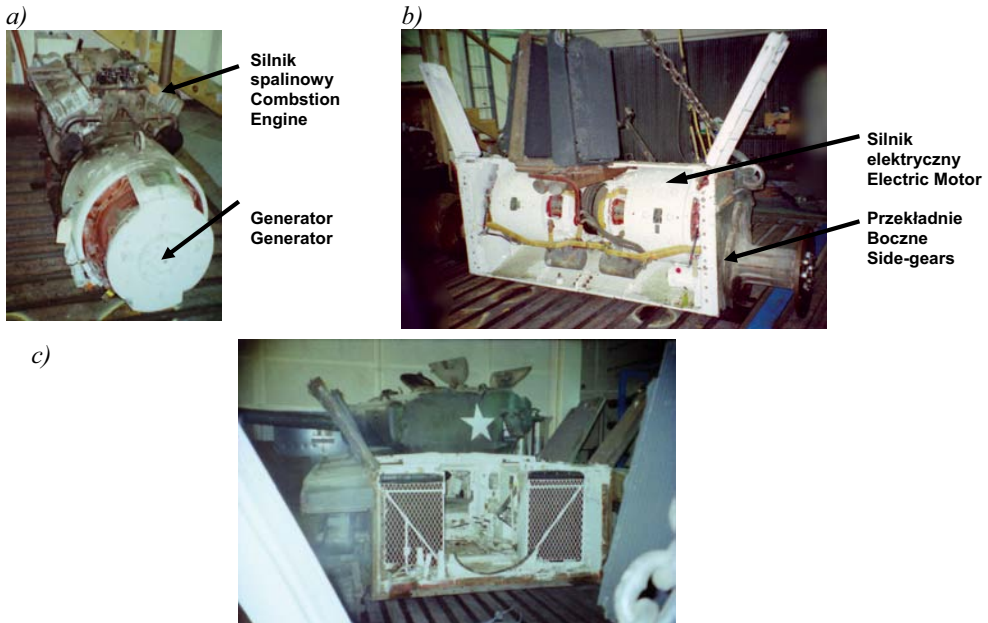 a)
Silnik
spalinowy
Combstion
Engine
Generator
Generator
b)
Silnik
elektryczny
Electric Motor
Przekładnie
Boczne
Side-gears
c)